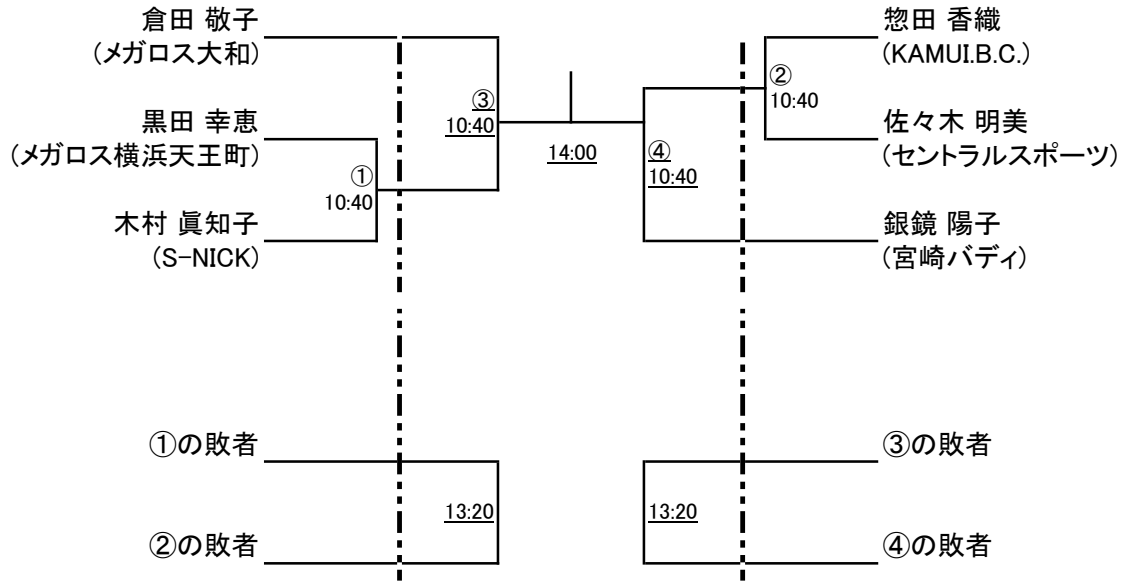 倉田 敬子
(メガロス大和)
黒田 幸恵
(メガロス横浜天王町)
木村 眞知子
(S-NICK)
①
10:40
③
10:40
14:00
④
10:40
②
10:40
惣田 香織
(KAMUI.B.C.)
佐々木 明美
(セントラルスポーツ)
銀鏡 陽子
(宮崎バディ)
①の敗者
②の敗者
13:20
13:20
③の敗者
④の敗者